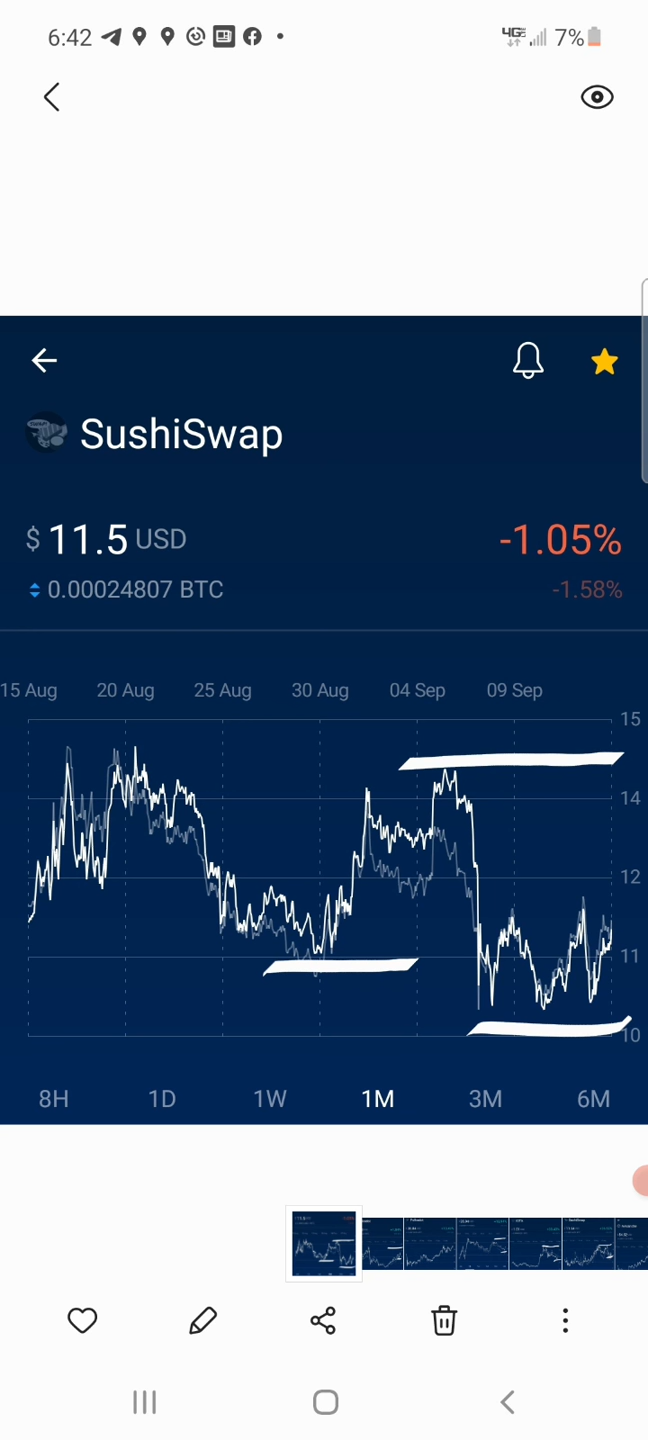 6:42
4GE 7%
SushiSwap
$ 11.5 USD -1.05%
0.00024807 BTC -1.58%
15 Aug 20 Aug 25 Aug 30 Aug 04 Sep 09 Sep
15
14
12
11
10
8H 1D 1W 1M 3M 6M